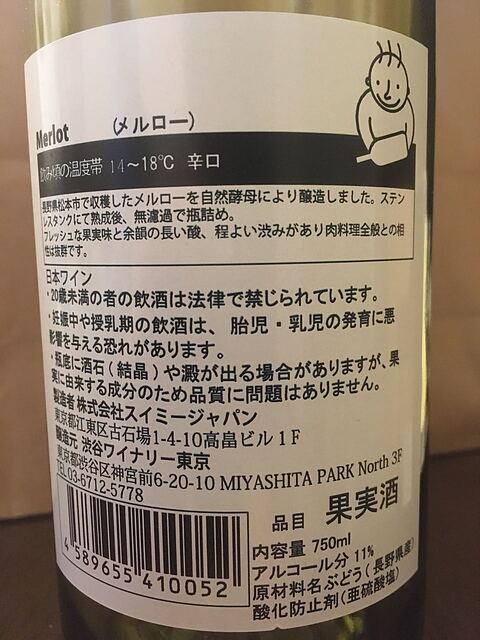 Merlot （メルロー）
飲み頃の温度帯 14～18℃ 辛口
長野県松本市で収穫したメルローを自然酵母により醸造しました。ステン
レスタンクにて熟成後、無濾過で瓶詰め。
フレッシュな果実味と余韻の長い酸、程よい渋みがあり肉料理全般との相
性は抜群です。
日本ワイン
・20歳未満の者の飲酒は法律で禁じられています。
・妊娠中や授乳期の飲酒は、胎児・乳児の発育に悪
影響を与える恐れがあります。
・瓶底に酒石（結晶）や澱が出る場合がありますが、果
実に由来する成分のため品質に問題はありません。
製造者 株式会社スイミージャパン
東京都江東区古石場1-4-10高畠ビル1F
醸造元 渋谷ワイナリー東京
東京都渋谷区神宮前6-20-10 MIYASHITA PARK North 3F
TEL 03-6712-5778
4 589655 410052
品目 果実酒
内容量 750ml
アルコール分 11%
原材料名ぶどう（長野県産）
酸化防止剤（亜硫酸塩）